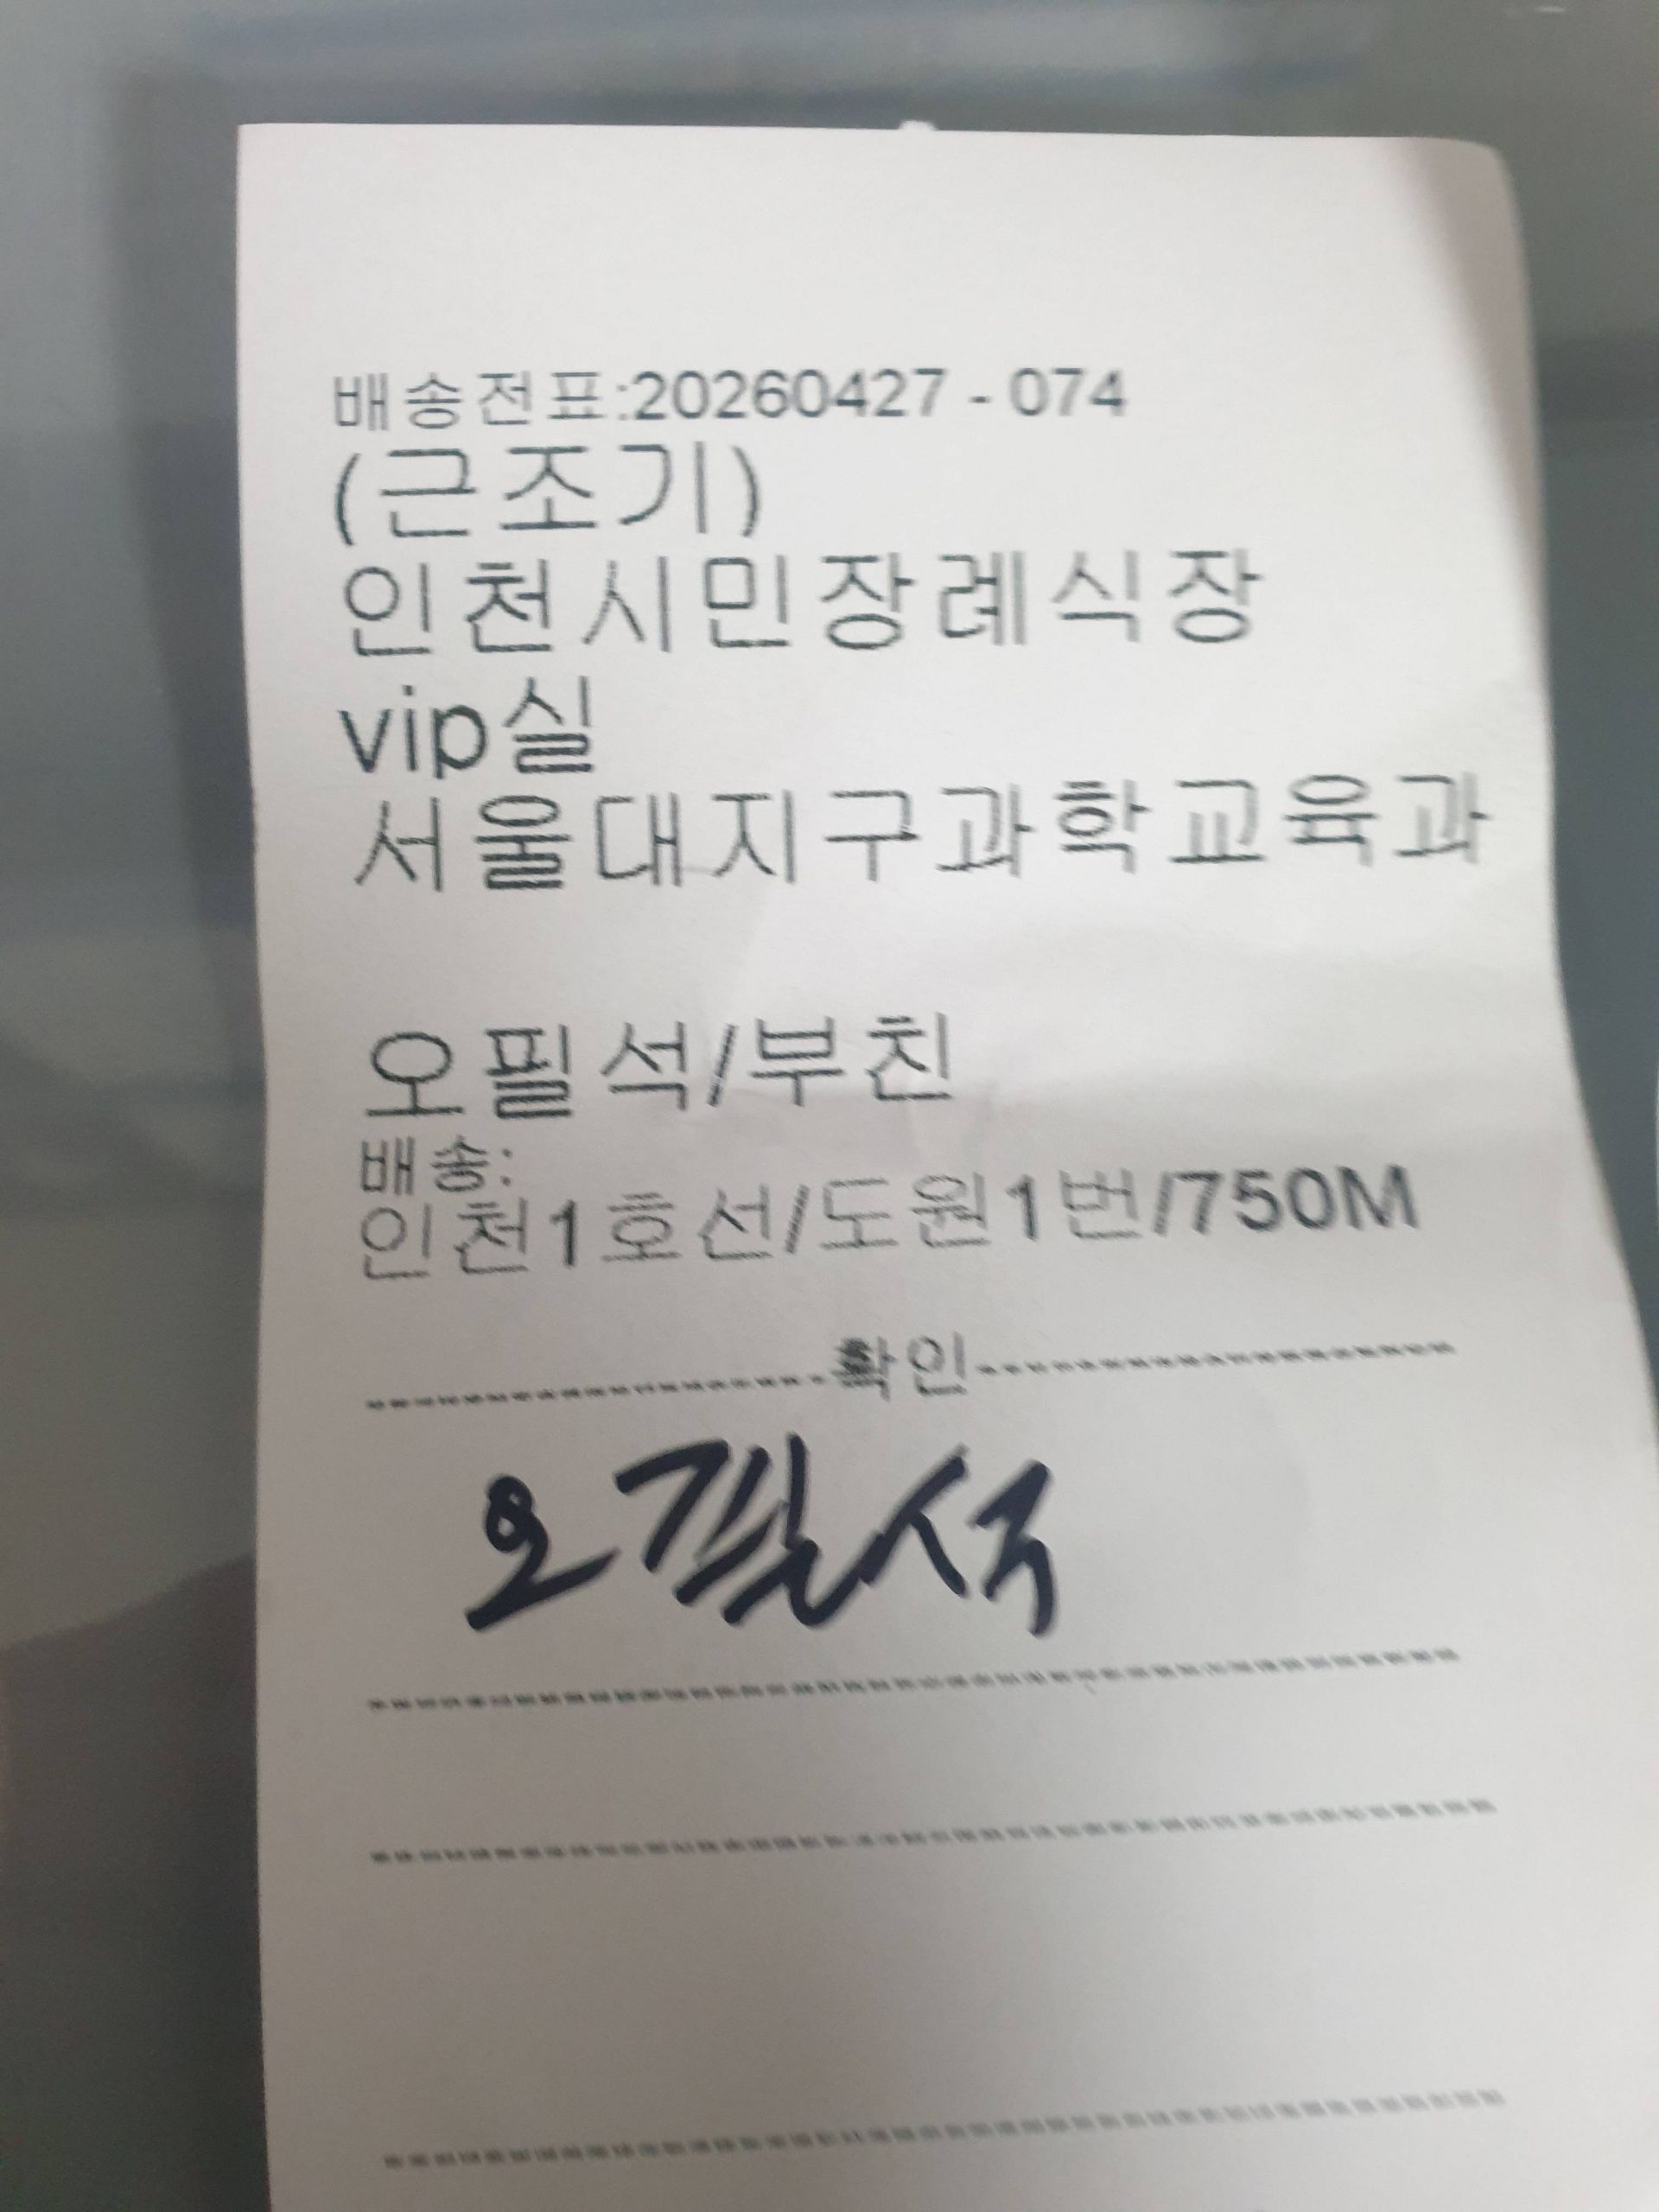 배송전표:20260427 - 074
(근조기)
인천시민장례식장
vip실
서울대지구과학교육과
오필석/부친
배송:
인천1호선/도원1번/750M
확인
오필석